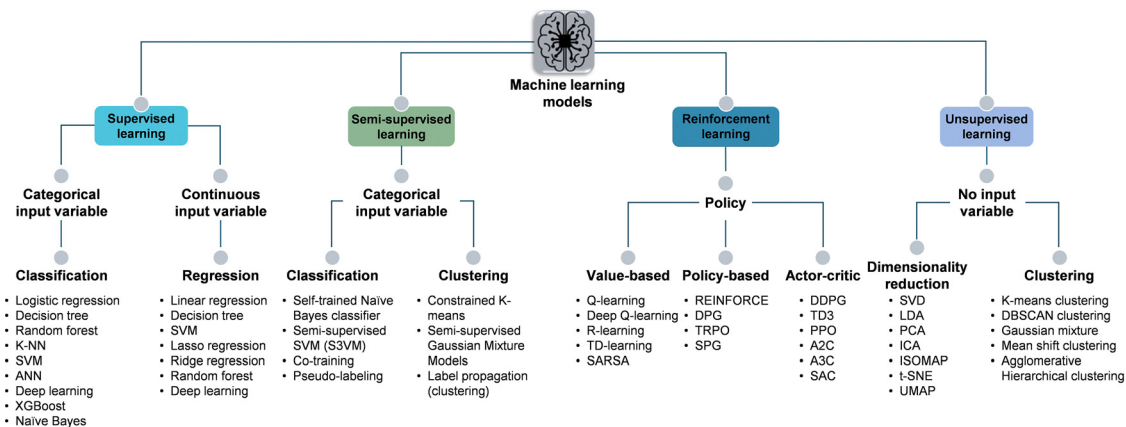 Machine learning
models
Supervised
learning
Semi-supervised
learning
Reinforcement
learning
Unsupervised
learning
Categorical
input variable
Continuous
input variable
Categorical
input variable
Policy
No input
variable
Classification
• Logistic regression
• Decision tree
• Random forest
• K-NN
• SVM
• ANN
• Deep learning
• XGBoost
• Naïve Bayes
Regression
• Linear regression
• Decision tree
• SVM
• Lasso regression
• Ridge regression
• Random forest
• Deep learning
Classification
• Self-trained Naïve
Bayes classifier
• Semi-supervised
SVM (S3VM)
• Co-training
• Pseudo-labeling
Clustering
• Constrained K-
means
• Semi-supervised
Gaussian Mixture
Models
• Label propagation
(clustering)
Value-based
• Q-learning
• Deep Q-learning
• R-learning
• TD-learning
• SARSA
Policy-based
• REINFORCE
• DPG
• TRPO
• SPG
Actor-critic
• DDPG
• TD3
• PPO
• A2C
• A3C
• SAC
Dimensionality
reduction
• SVD
• LDA
• PCA
• ICA
• ISOMAP
• t-SNE
• UMAP
Clustering
• K-means clustering
• DBSCAN clustering
• Gaussian mixture
• Mean shift clustering
• Agglomerative
Hierarchical clustering